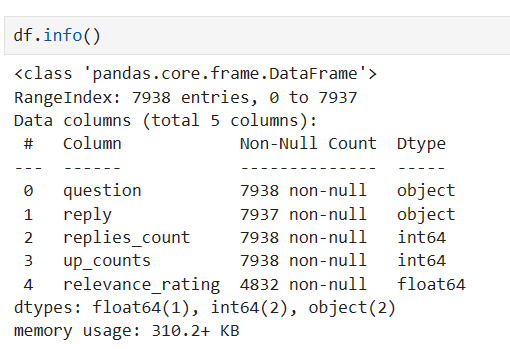 df.info()
<class 'pandas.core.frame.DataFrame'>
RangeIndex: 7938 entries, 0 to 7937
Data columns (total 5 columns):
 #   Column            Non-Null Count  Dtype
---  ------            --------------  -----
 0   question          7938 non-null   object
 1   reply             7937 non-null   object
 2   replies_count     7938 non-null   int64
 3   up_counts         7938 non-null   int64
 4   relevance_rating  4832 non-null   float64
dtypes: float64(1), int64(2), object(2)
memory usage: 310.2+ KB